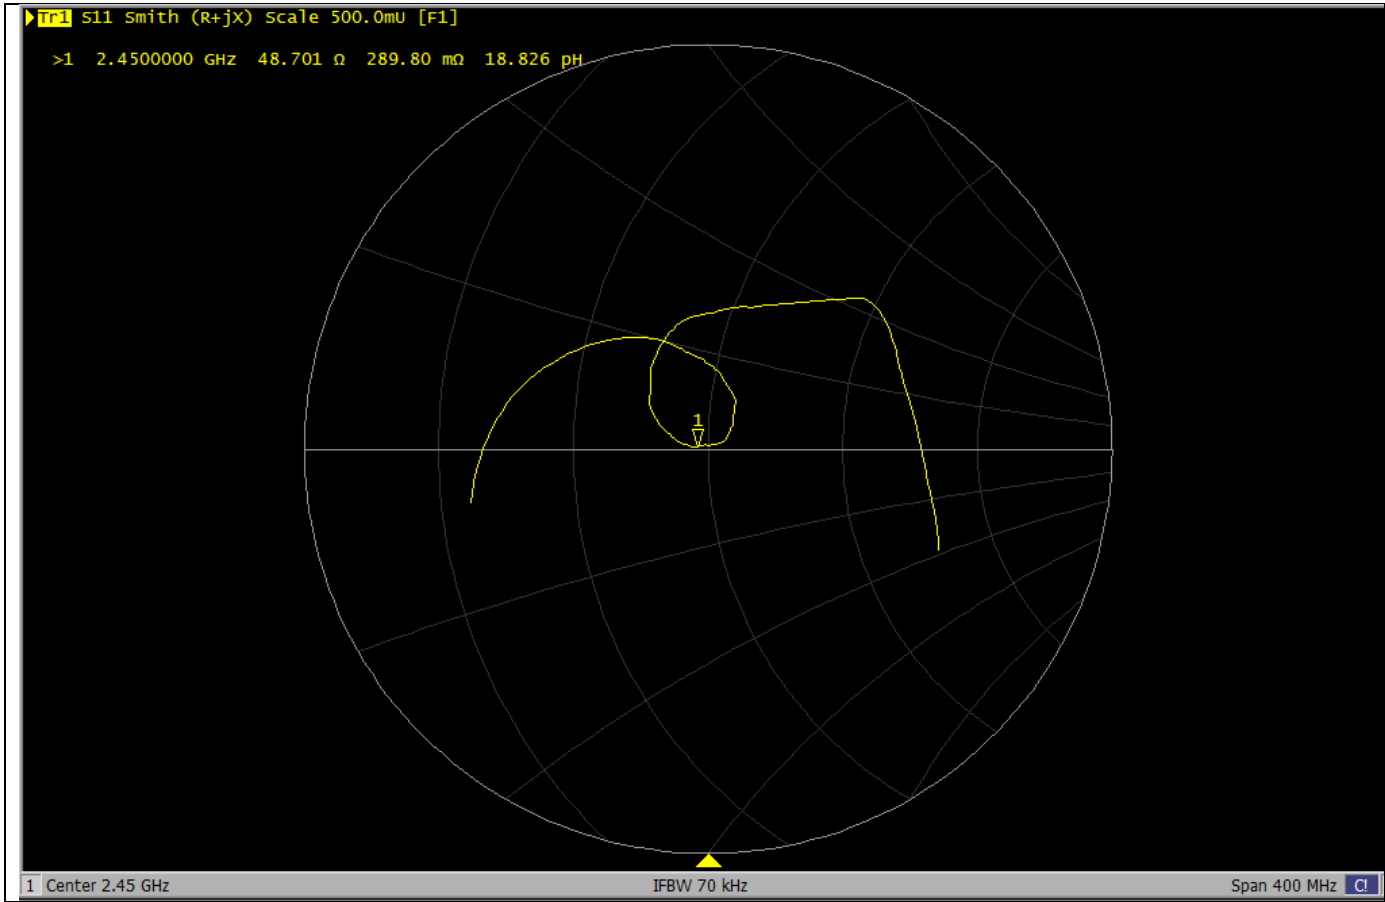 Tr1 S11 Smith (R+jX) Scale 500.0mU [F1]
>1 2.4500000 GHz 48.701 Ω 289.80 mΩ 18.826 pH
1
1 Center 2.45 GHz IFBW 70 kHz Span 400 MHz C!